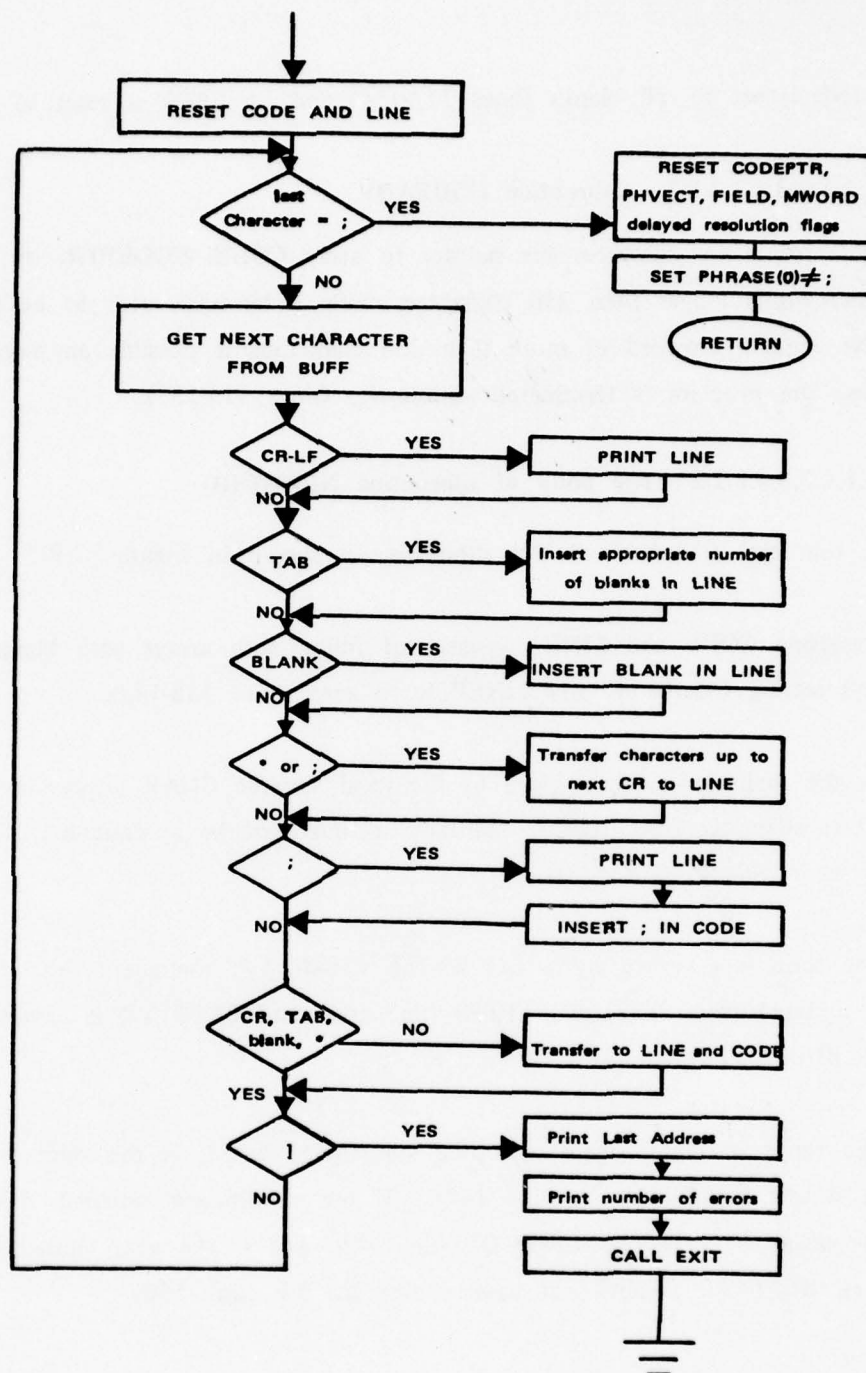 RESET CODE AND LINE
last
Character = ;
YES
RESET CODEPTR,
PHVECT, FIELD, MWORD
delayed resolution flags
SET PHRASE(0)≠;
RETURN
NO
GET NEXT CHARACTER
FROM BUFF
CR-LF
YES
PRINT LINE
NO
TAB
YES
Insert appropriate number
of blanks in LINE
NO
BLANK
YES
INSERT BLANK IN LINE
NO
* or ;
YES
Transfer characters up to
next CR to LINE
NO
;
YES
PRINT LINE
NO
INSERT ; IN CODE
CR, TAB,
blank, *
NO
Transfer to LINE and CODE
YES
]
YES
Print Last Address
NO
Print number of errors
CALL EXIT